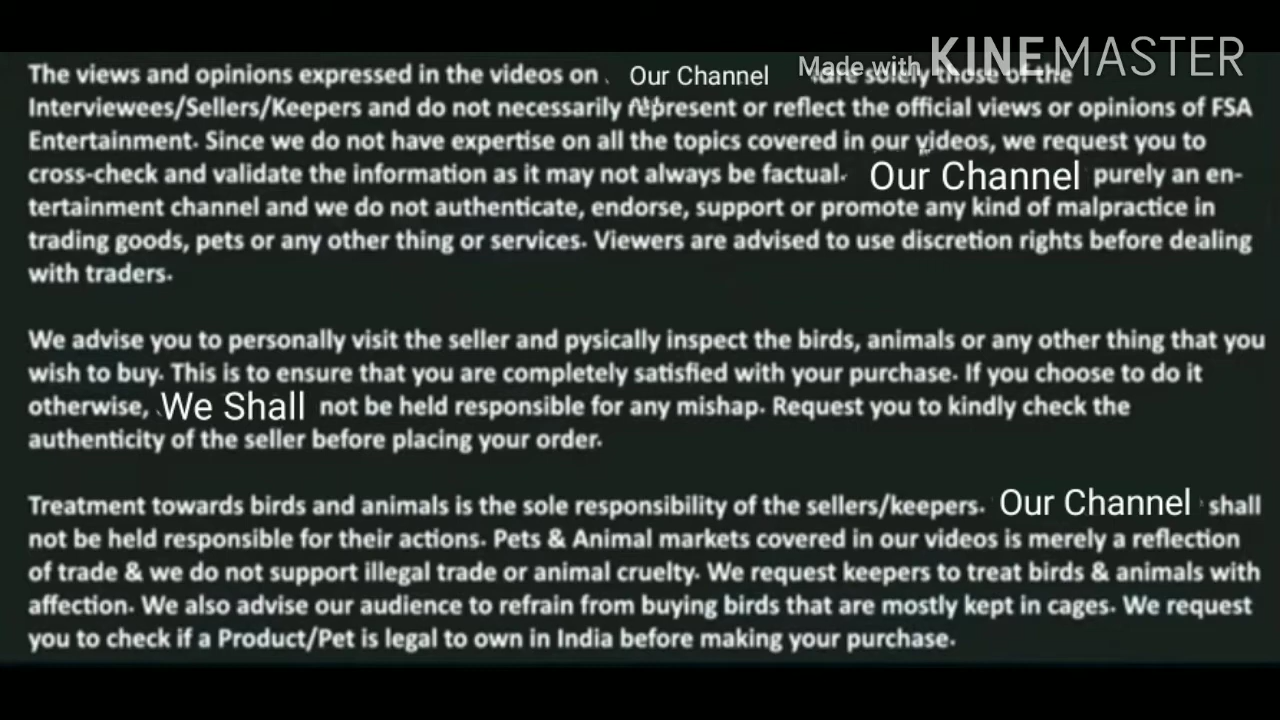 Made with KINEMASTER
The views and opinions expressed in the videos on Our Channel are solely those of the
Interviewees/Sellers/Keepers and do not necessarily represent or reflect the official views or opinions of FSA
Entertainment. Since we do not have expertise on all the topics covered in our videos, we request you to
cross-check and validate the information as it may not always be factual. Our Channel purely an en-
tertainment channel and we do not authenticate, endorse, support or promote any kind of malpractice in
trading goods, pets or any other thing or services. Viewers are advised to use discretion rights before dealing
with traders.
We advise you to personally visit the seller and pysically inspect the birds, animals or any other thing that you
wish to buy. This is to ensure that you are completely satisfied with your purchase. If you choose to do it
otherwise, We Shall not be held responsible for any mishap. Request you to kindly check the
authenticity of the seller before placing your order.
Treatment towards birds and animals is the sole responsibility of the sellers/keepers. Our Channel shall
not be held responsible for their actions. Pets & Animal markets covered in our videos is merely a reflection
of trade & we do not support illegal trade or animal cruelty. We request keepers to treat birds & animals with
affection. We also advise our audience to refrain from buying birds that are mostly kept in cages. We request
you to check if a Product/Pet is legal to own in India before making your purchase.